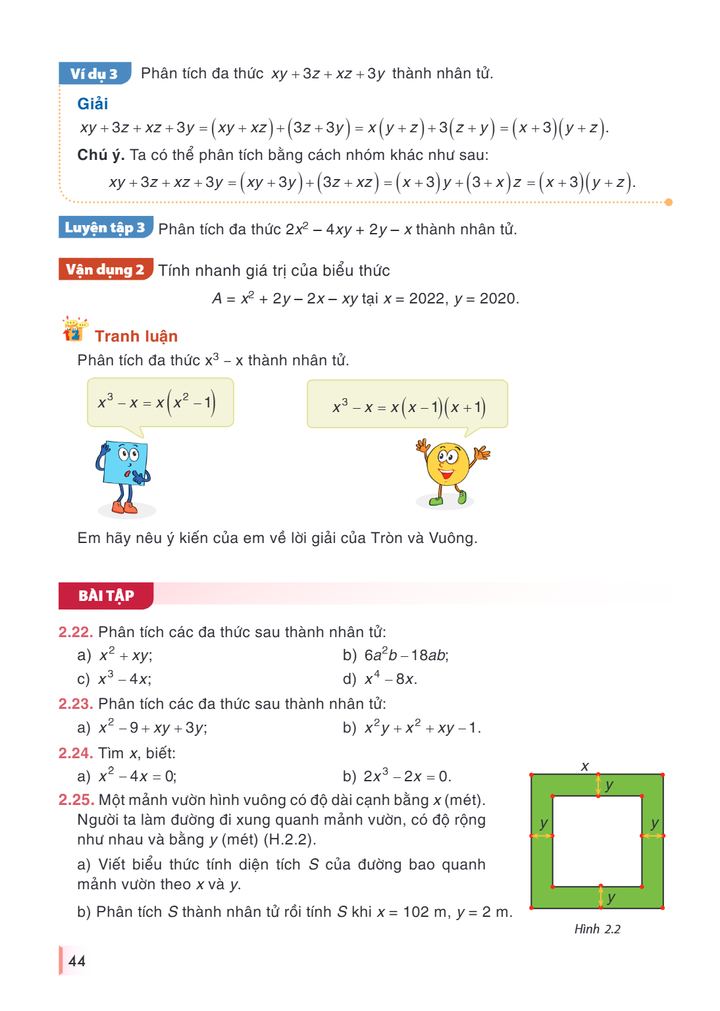 Ví dụ 3 Phân tích đa thức xy + 3z + xz + 3y thành nhân tử.
Giải
xy + 3z + xz + 3y = (xy + xz) + (3z + 3y) = x(y + z) + 3(z + y) = (x + 3)(y + z).
Chú ý. Ta có thể phân tích bằng cách nhóm khác như sau:
xy + 3z + xz + 3y = (xy + 3y) + (3z + xz) = (x + 3)y + (3 + x)z = (x + 3)(y + z).
Luyện tập 3 Phân tích đa thức 2x² – 4xy + 2y – x thành nhân tử.
Vận dụng 2 Tính nhanh giá trị của biểu thức
A = x² + 2y – 2x – xy tại x = 2022, y = 2020.
Tranh luận
Phân tích đa thức x³ – x thành nhân tử.
x³ – x = x(x² – 1)
x³ – x = x(x – 1)(x + 1)
Em hãy nêu ý kiến của em về lời giải của Tròn và Vuông.
BÀI TẬP
2.22. Phân tích các đa thức sau thành nhân tử:
a) x² + xy; b) 6a²b – 18ab;
c) x³ – 4x; d) x⁴ – 8x.
2.23. Phân tích các đa thức sau thành nhân tử:
a) x² – 9 + xy + 3y; b) x²y + x² + xy – 1.
2.24. Tìm x, biết:
a) x² – 4x = 0; b) 2x³ – 2x = 0.
2.25. Một mảnh vườn hình vuông có độ dài cạnh bằng x (mét).
Người ta làm đường đi xung quanh mảnh vườn, có độ rộng
như nhau và bằng y (mét) (H.2.2).
a) Viết biểu thức tính diện tích S của đường bao quanh
mảnh vườn theo x và y.
b) Phân tích S thành nhân tử rồi tính S khi x = 102 m, y = 2 m.
x
y
y
y
y
Hình 2.2
44